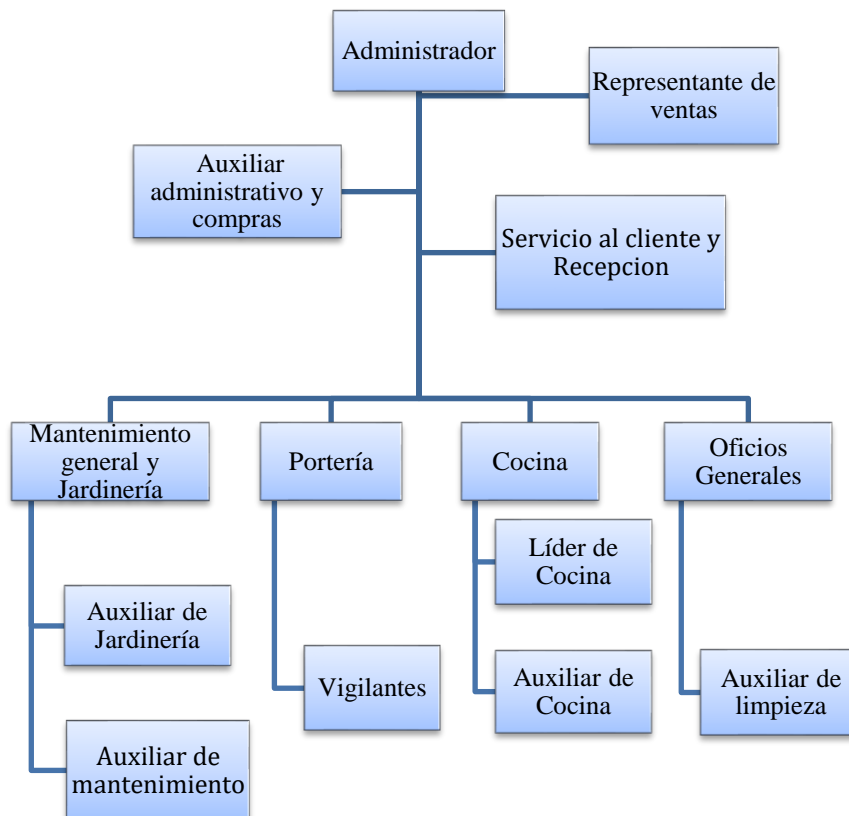 Administrador
Representante de
ventas
Auxiliar
administrativo y
compras
Servicio al cliente y
Recepcion
Mantenimiento
general y
Jardinería
Portería
Cocina
Oficios
Generales
Líder de
Cocina
Auxiliar de
Jardinería
Vigilantes
Auxiliar de
Cocina
Auxiliar de
limpieza
Auxiliar de
mantenimiento